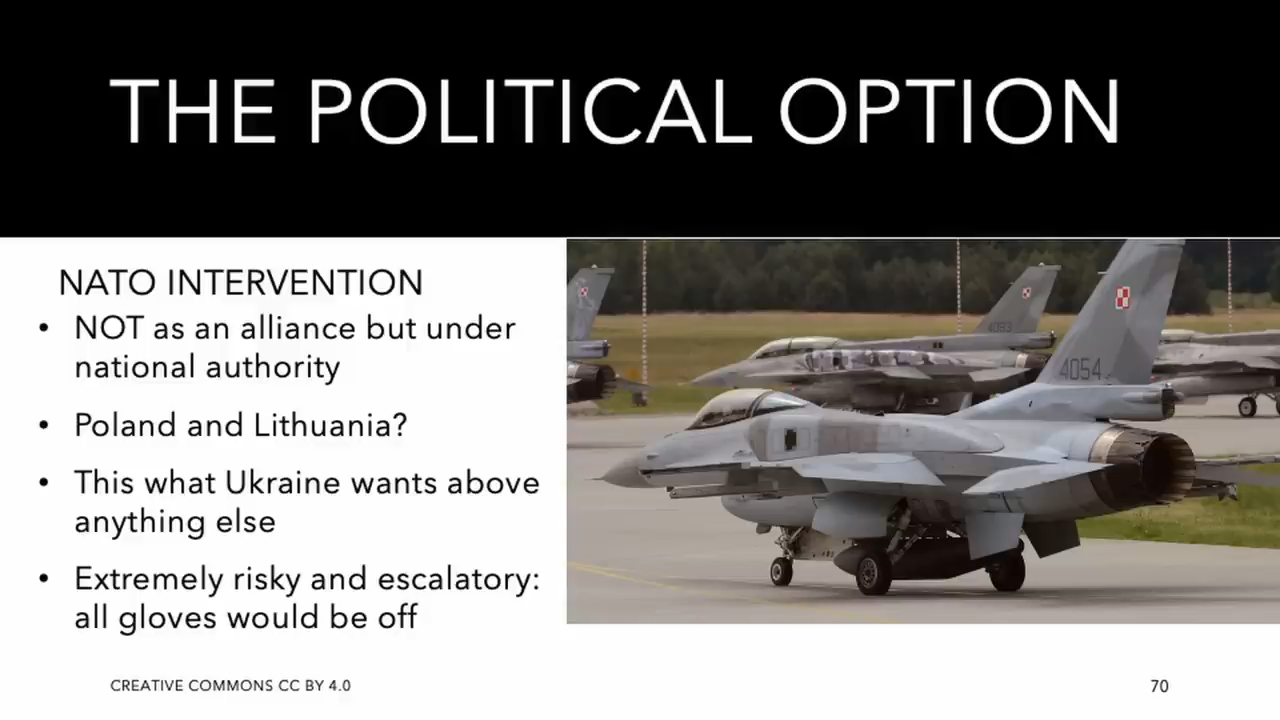 THE POLITICAL OPTION
NATO INTERVENTION
• NOT as an alliance but under
national authority
• Poland and Lithuania?
• This what Ukraine wants above
anything else
• Extremely risky and escalatory:
all gloves would be off
4054
CREATIVE COMMONS CC BY 4.0
70